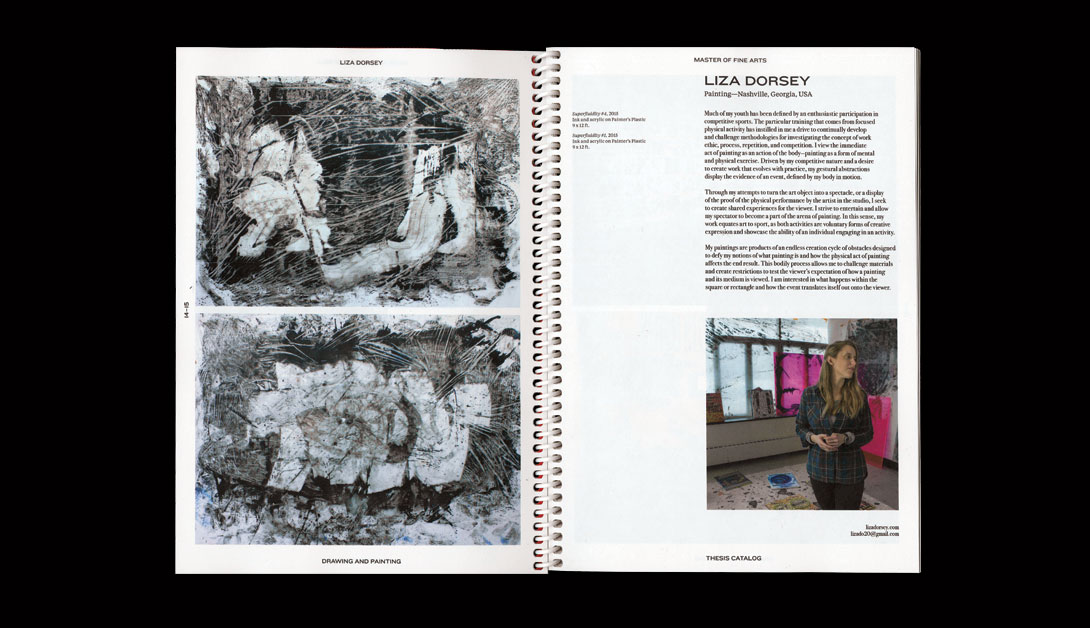 LIZA DORSEY
14–15
DRAWING AND PAINTING
MASTER OF FINE ARTS
Superfluidity #4, 2015
Ink and acrylic on Painter's Plastic
9 x 12 ft.
Superfluidity #1, 2015
Ink and acrylic on Painter's Plastic
9 x 12 ft.
LIZA DORSEY
Painting—Nashville, Georgia, USA
Much of my youth has been defined by an enthusiastic participation in
competitive sports. The particular training that comes from focused
physical activity has instilled in me a drive to continually develop
and challenge methodologies for investigating the concept of work
ethic, process, repetition, and competition. I view the immediate
act of painting as an action of the body—painting as a form of mental
and physical exercise. Driven by my competitive nature and a desire
to create work that evolves with practice, my gestural abstractions
display the evidence of an event, defined by my body in motion.
Through my attempts to turn the art object into a spectacle, or a display
of the proof of the physical performance by the artist in the studio, I seek
to create shared experiences for the viewer. I strive to entertain and allow
my spectator to become a part of the arena of painting. In this sense, my
work equates art to sport, as both activities are voluntary forms of creative
expression and showcase the ability of an individual engaging in an activity.
My paintings are products of an endless creation cycle of obstacles designed
to defy my notions of what painting is and how the physical act of painting
affects the end result. This bodily process allows me to challenge materials
and create restrictions to test the viewer's expectation of how a painting
and its medium is viewed. I am interested in what happens within the
square or rectangle and how the event translates itself out onto the viewer.
lizadorsey.com
lizado20@gmail.com
THESIS CATALOG